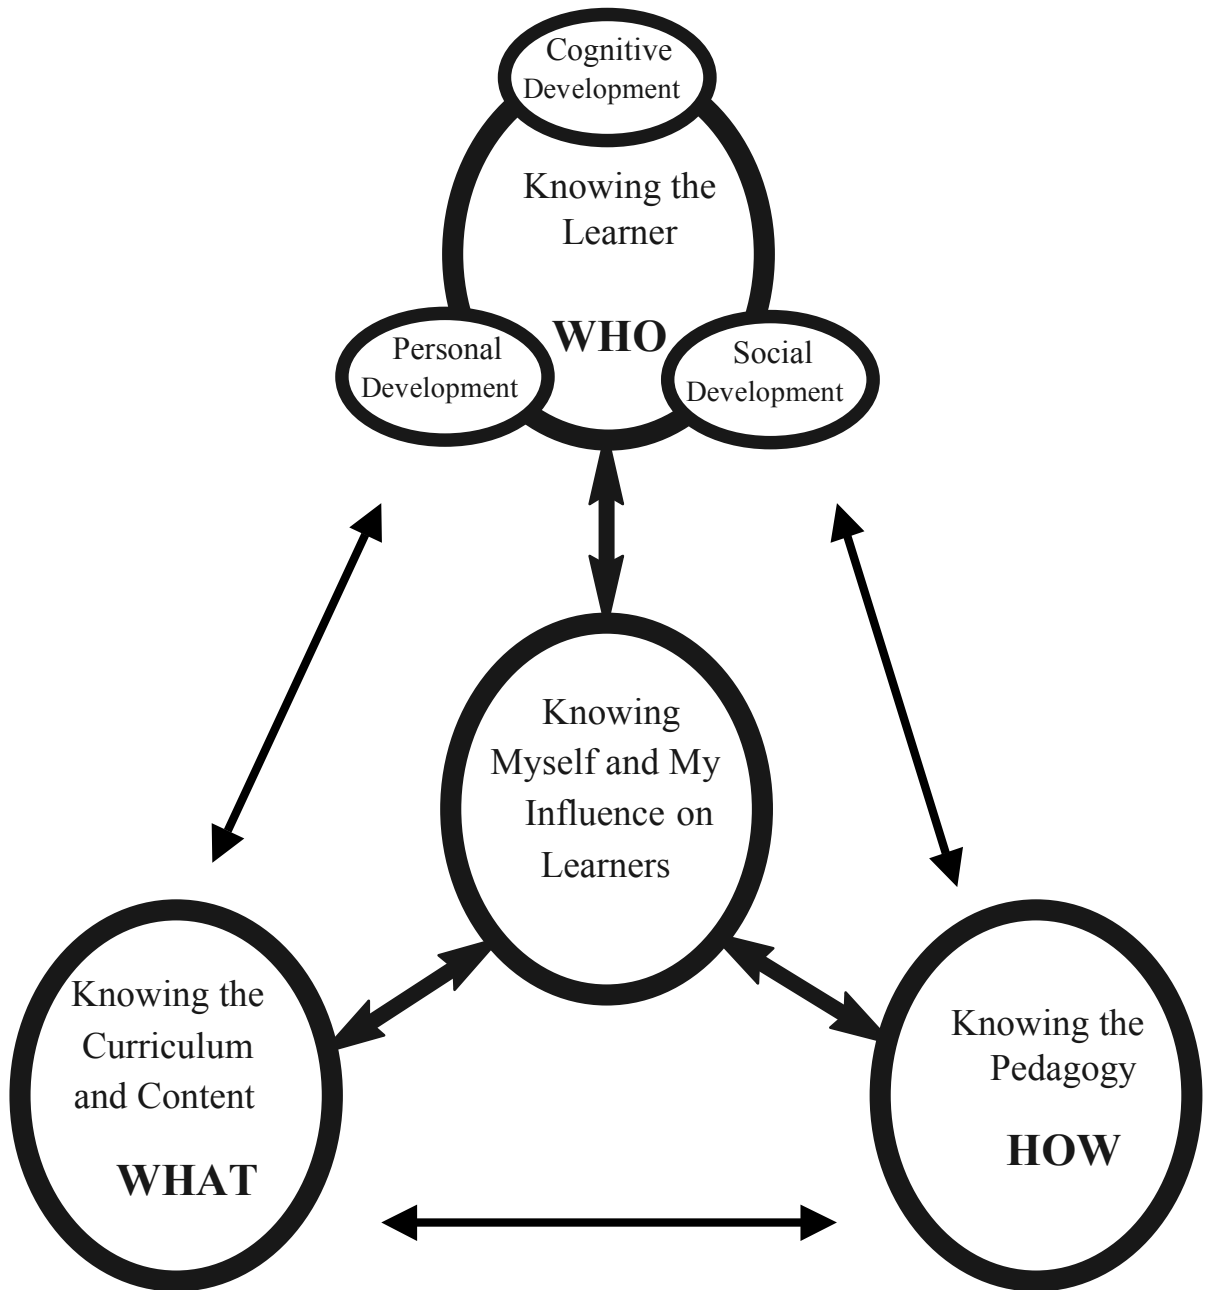 Cognitive
Development
Knowing the
Learner
WHO
Personal
Development
Social
Development
Knowing
Myself and My
Influence on
Learners
Knowing the
Curriculum
and Content
WHAT
Knowing the
Pedagogy
HOW